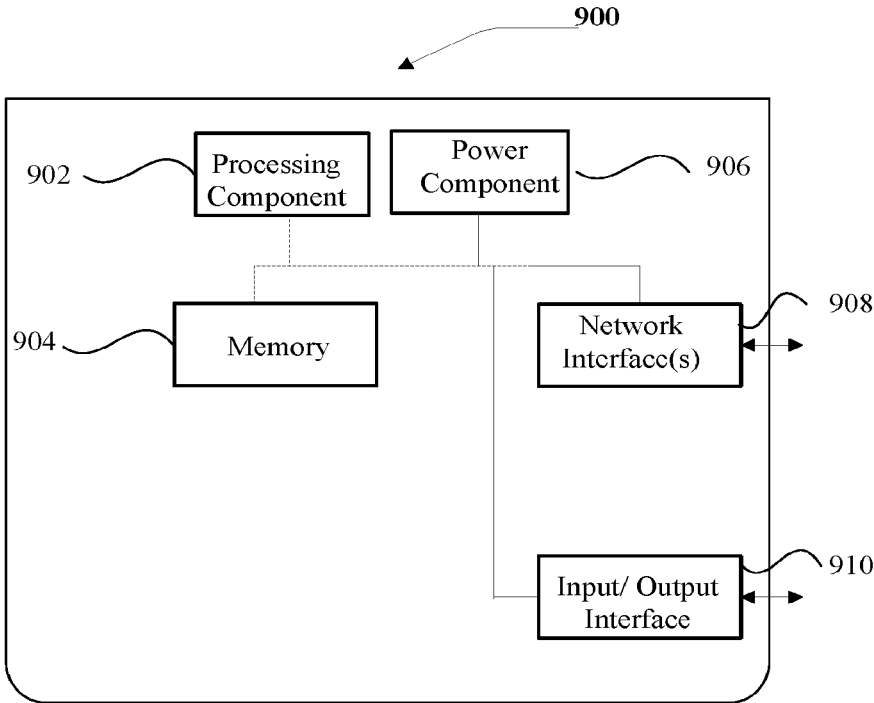 900
902
Processing
Component
Power
Component
906
904
Memory
Network
Interface(s)
908
Input/ Output
Interface
910